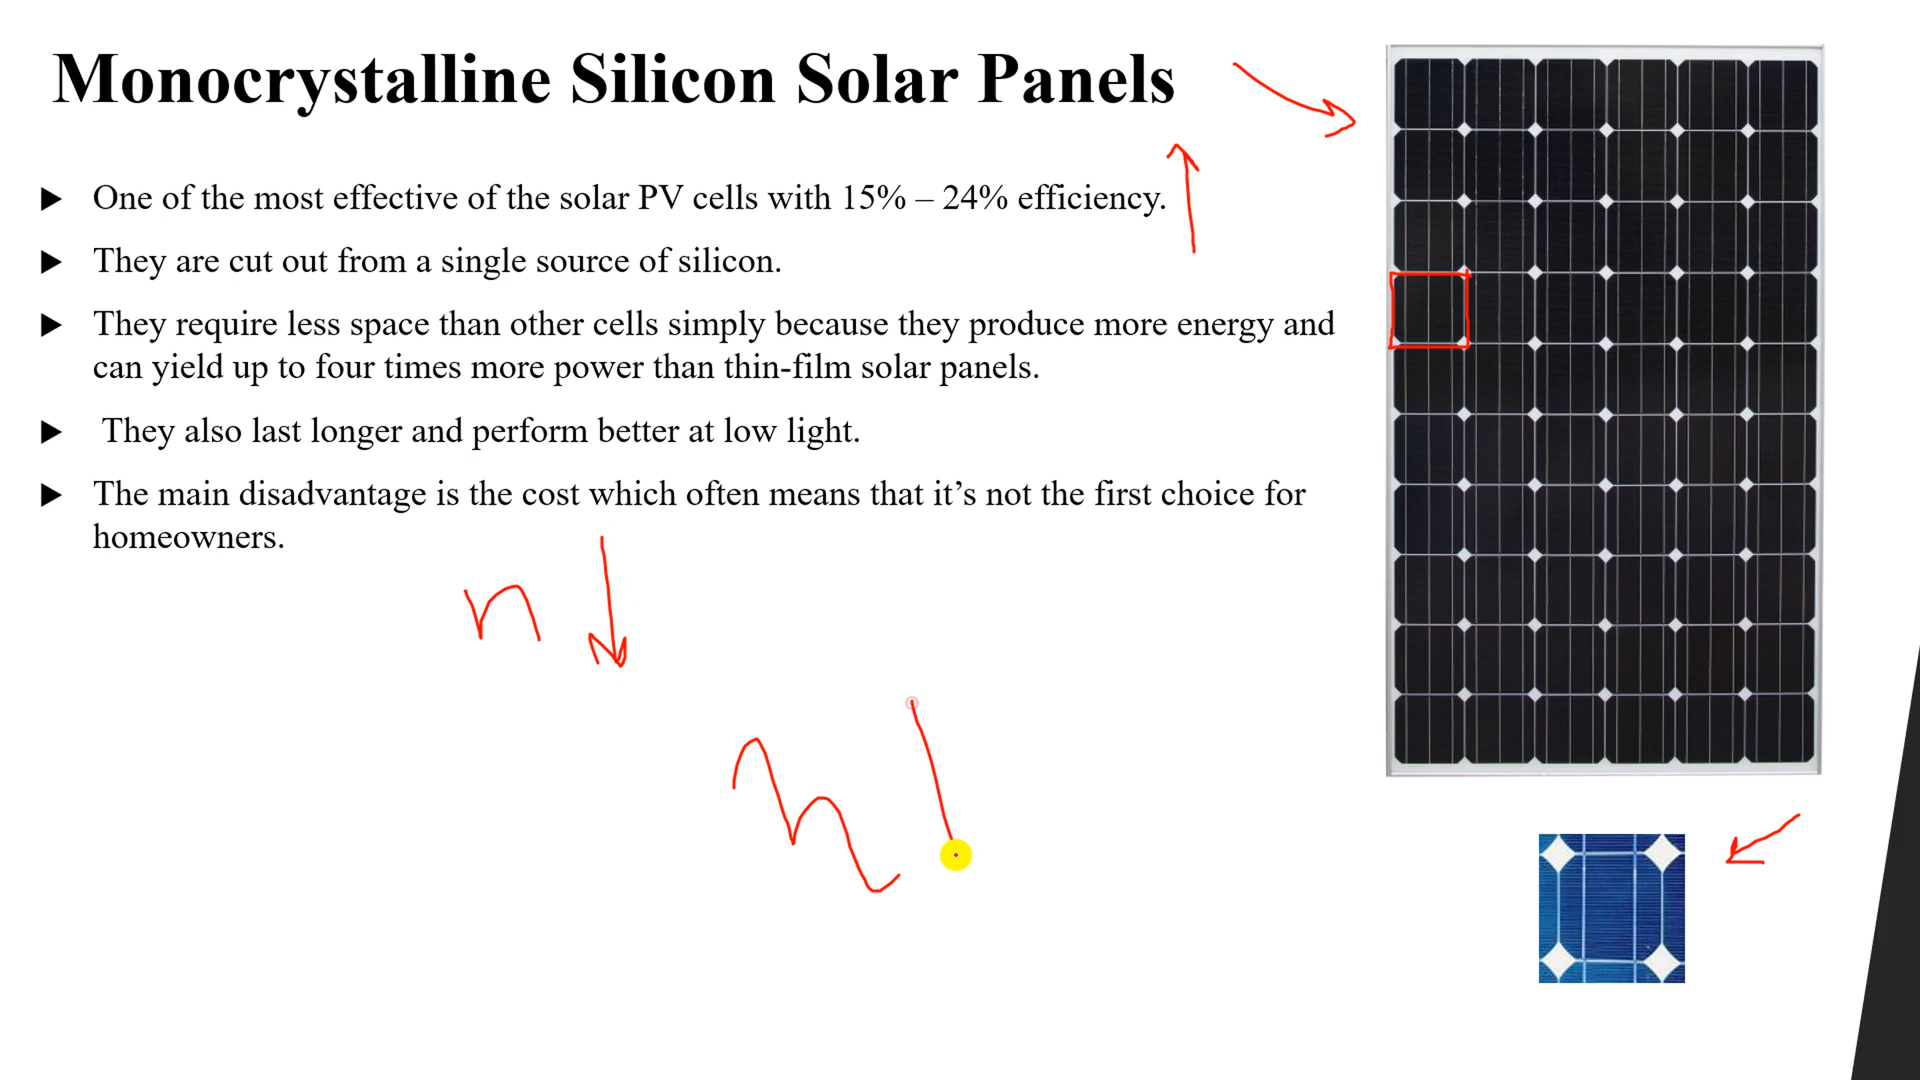 Monocrystalline Silicon Solar Panels
One of the most effective of the solar PV cells with 15% – 24% efficiency.
They are cut out from a single source of silicon.
They require less space than other cells simply because they produce more energy and
can yield up to four times more power than thin-film solar panels.
They also last longer and perform better at low light.
The main disadvantage is the cost which often means that it’s not the first choice for
homeowners.
n